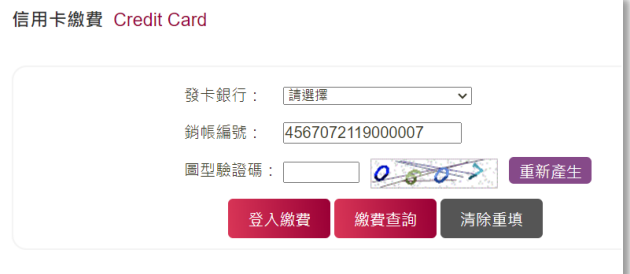 信用卡繳費 Credit Card
發卡銀行： 請選擇
銷帳編號： 4567072119000007
圖型驗證碼： 重新產生
登入繳費 繳費查詢 清除重填